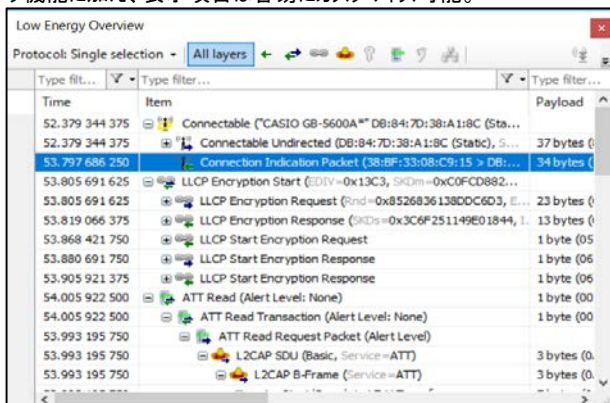 Low Energy Overview
Protocol: Single selection All layers
Type filt... Type filter... Type filter...
Time Item Payload
52.379 344 375 Connectable ("CASIO GB-5600A*" DB:84:7D:38:A1:8C (Sta...
52.379 344 375 Connectable Undirected (DB:84:7D:38:A1:8C (Static), S... 37 bytes (
53.797 686 250 Connection Indication Packet (38:BF:33:08:C9:15 > DB:... 34 bytes (
53.805 691 625 LLCP Encryption Start (EDIV=0x13C3, SKDm=0xC0FCD882...
53.805 691 625 LLCP Encryption Request (Rnd=0x8526836138DDC6D3, E... 23 bytes (
53.819 066 375 LLCP Encryption Response (SKDs=0x3C6F251149E01844, I... 13 bytes (
53.868 421 750 LLCP Start Encryption Request 1 byte (05
53.880 691 750 LLCP Start Encryption Response 1 byte (06
53.905 921 375 LLCP Start Encryption Response 1 byte (06
54.005 922 500 ATT Read (Alert Level: None) 1 byte (00
54.005 922 500 ATT Read Transaction (Alert Level: None) 1 byte (00
53.993 195 750 ATT Read Request Packet (Alert Level)
53.993 195 750 L2CAP SDU (Basic, Service=ATT) 3 bytes (0.
53.993 195 750 L2CAP B-Frame (Service=ATT) 3 bytes (0.